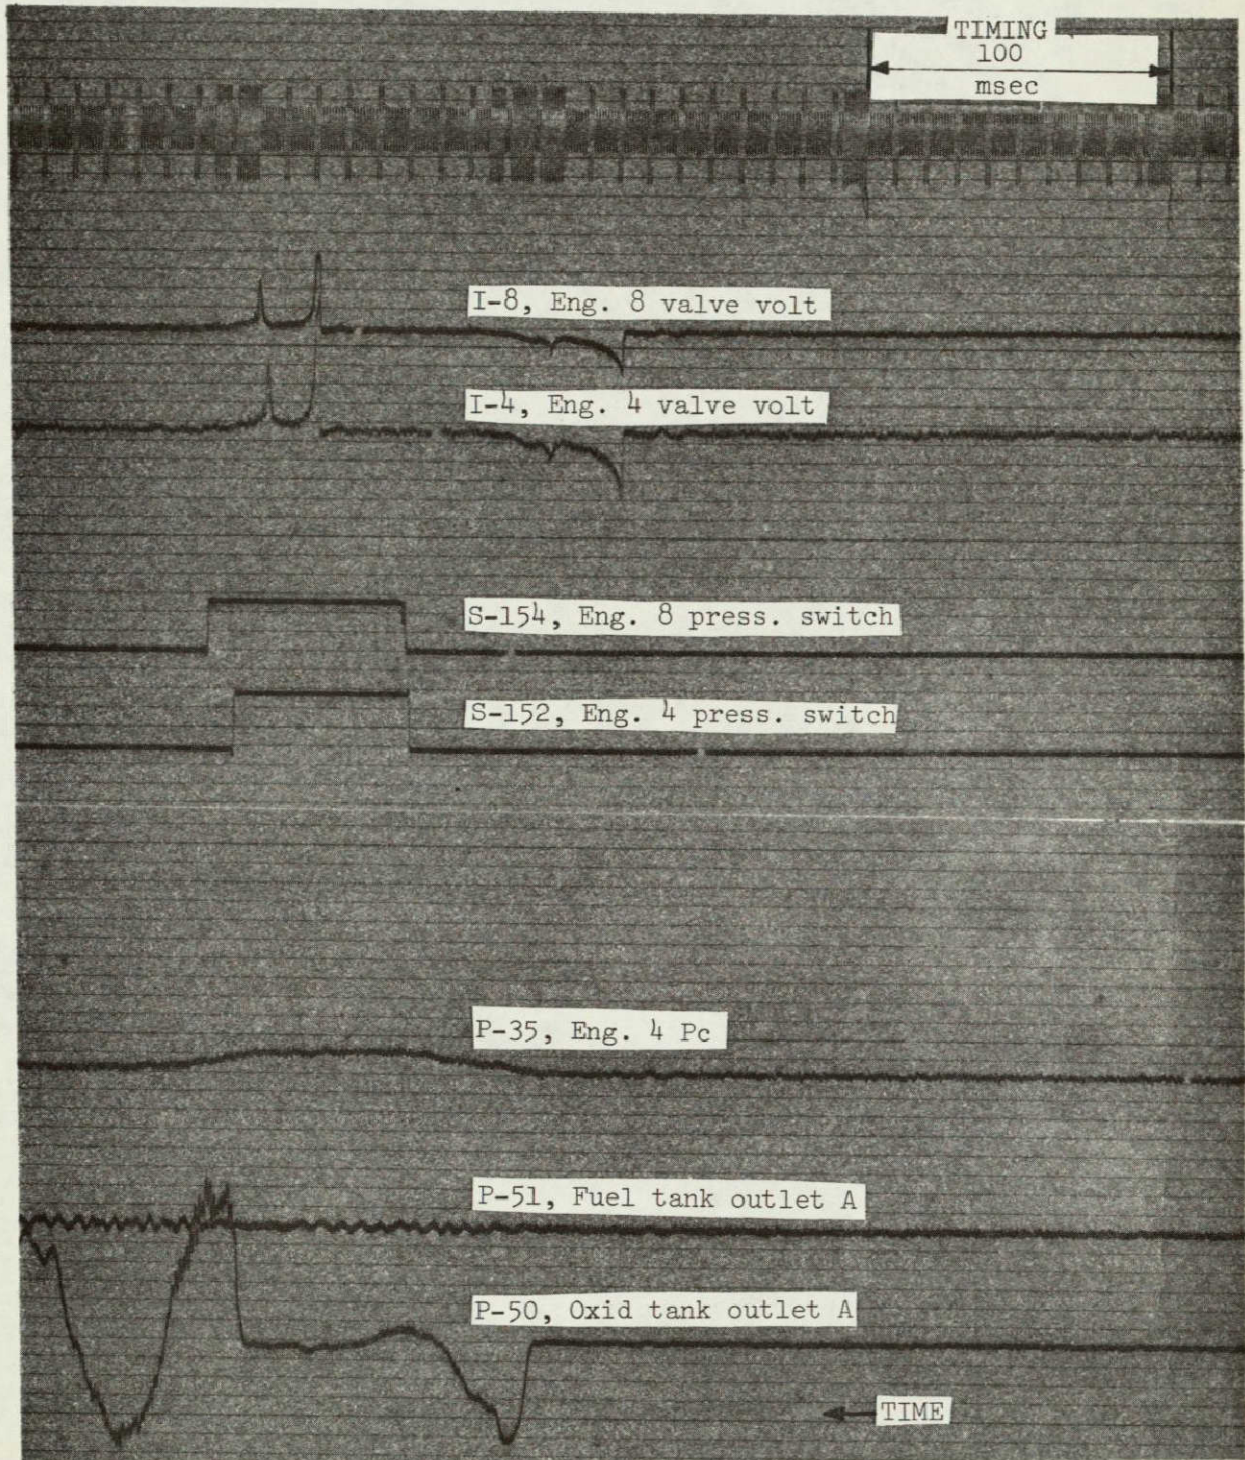 TIMING
100
msec
I-8, Eng. 8 valve volt
I-4, Eng. 4 valve volt
S-154, Eng. 8 press. switch
S-152, Eng. 4 press. switch
P-35, Eng. 4 Pc
P-51, Fuel tank outlet A
P-50, Oxid tank outlet A
TIME